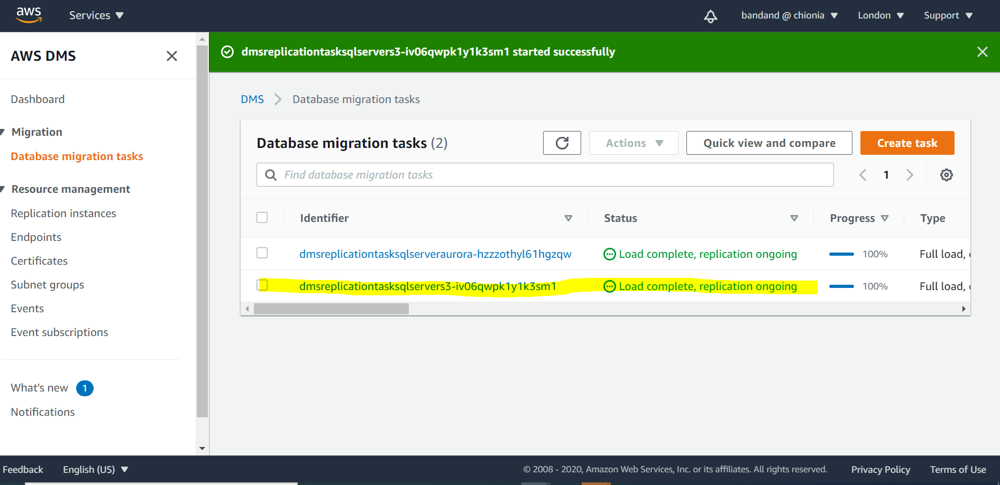 aws Services bandand @ chionia London Support
AWS DMS
Dashboard
Migration
Database migration tasks
Resource management
Replication instances
Endpoints
Certificates
Subnet groups
Events
Event subscriptions
What's new 1
Notifications
dmsreplicationtasksqlservers3-iv06qwpk1y1k3sm1 started successfully
DMS Database migration tasks
Database migration tasks (2) Actions Quick view and compare Create task
Find database migration tasks 1
Identifier Status Progress Type
dmsreplicationtasksqlserveraurora-hzzzothyl61hgzqw Load complete, replication ongoing 100% Full load,
dmsreplicationtasksqlservers3-iv06qwpk1y1k3sm1 Load complete, replication ongoing 100% Full load,
Feedback English (US) © 2008 - 2020, Amazon Web Services, Inc. or its affiliates. All rights reserved. Privacy Policy Terms of Use